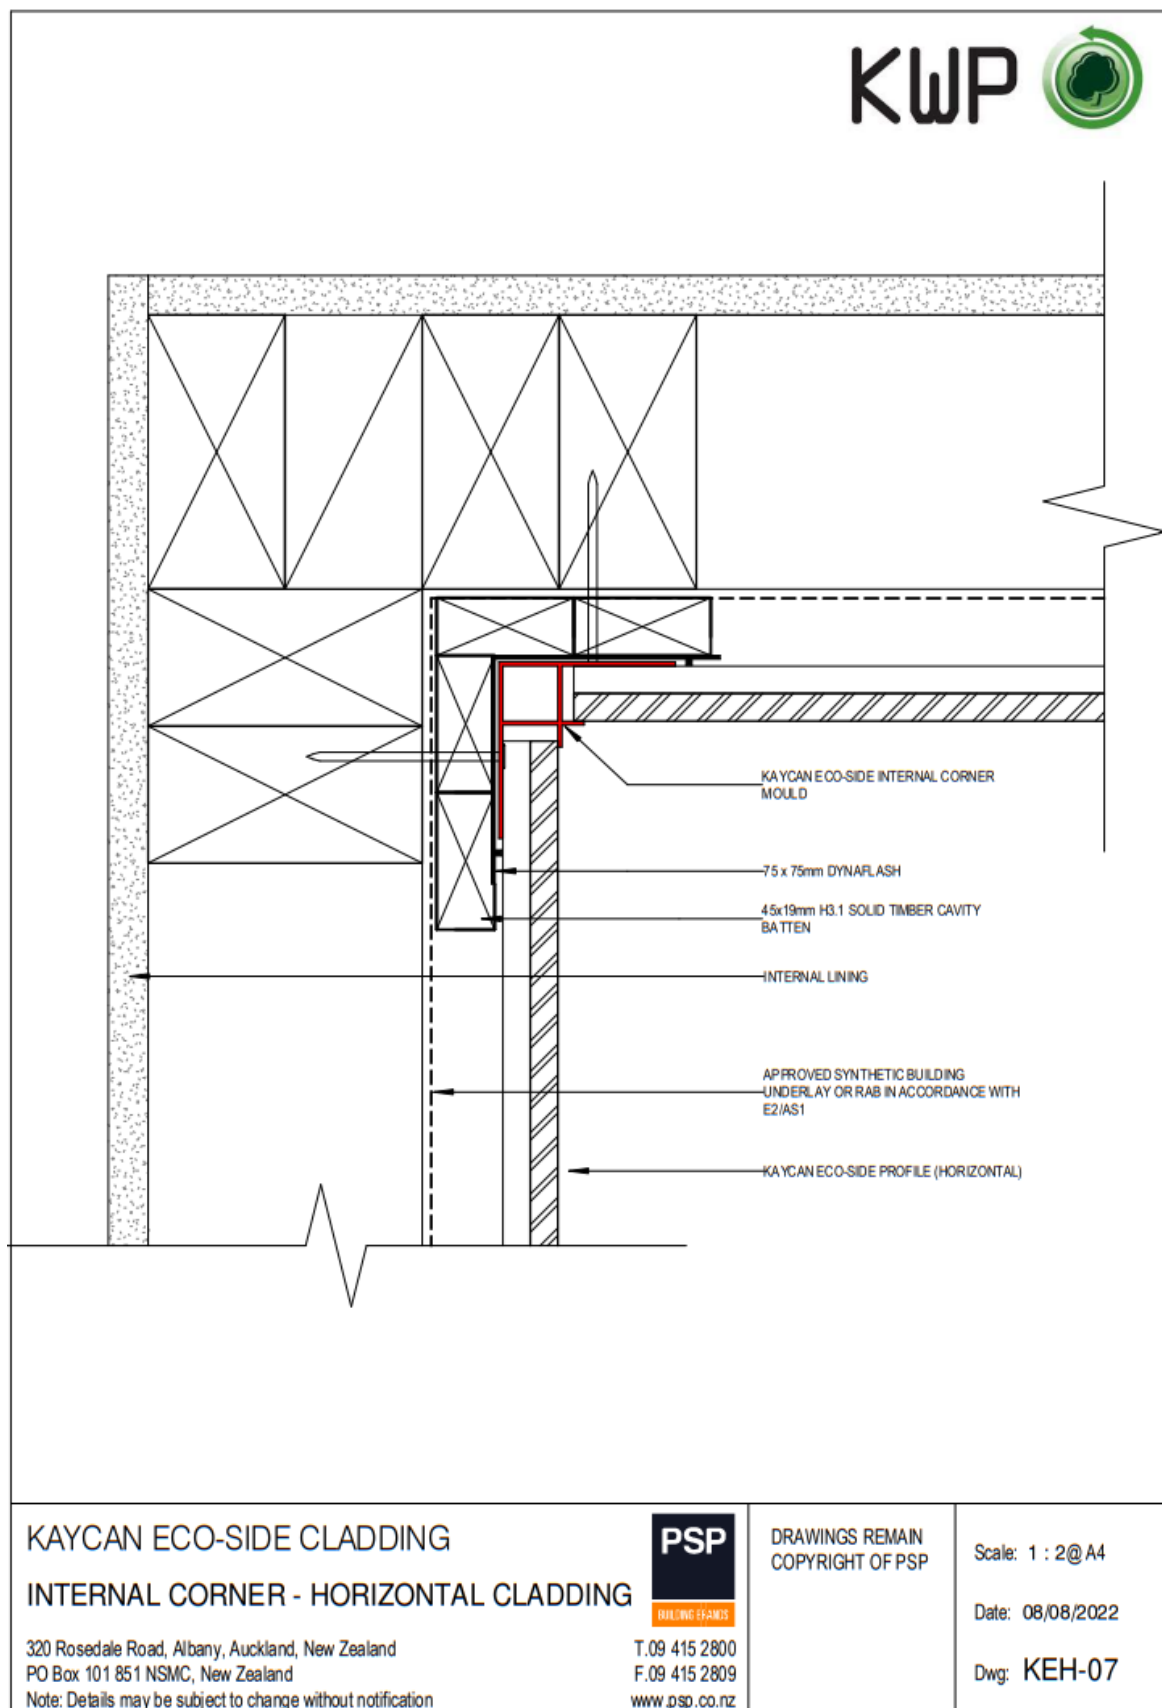 KWP
KAYCAN ECO-SIDE INTERNAL CORNER
MOULD
75 x 75mm DYNAFLASH
45x19mm H3.1 SOLID TIMBER CAVITY
BATTEN
INTERNAL LINING
APPROVED SYNTHETIC BUILDING
UNDERLAY OR RAB IN ACCORDANCE WITH
E2/AS1
KAYCAN ECO-SIDE PROFILE (HORIZONTAL)
KAYCAN ECO-SIDE CLADDING
INTERNAL CORNER - HORIZONTAL CLADDING
320 Rosedale Road, Albany, Auckland, New Zealand
PO Box 101 851 NSMC, New Zealand
Note: Details may be subject to change without notification
PSP
BUILDING BRANDS
T.09 415 2800
F.09 415 2809
www.psp.co.nz
DRAWINGS REMAIN
COPYRIGHT OF PSP
Scale: 1 : 2@ A4
Date: 08/08/2022
Dwg: KEH-07